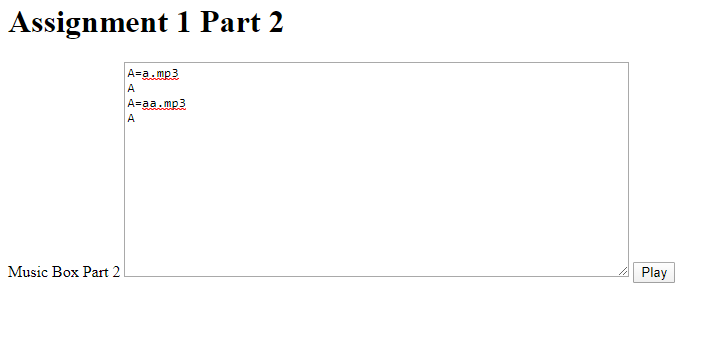 Assignment 1 Part 2
A=a.mp3
A
A=aa.mp3
A
Music Box Part 2
Play